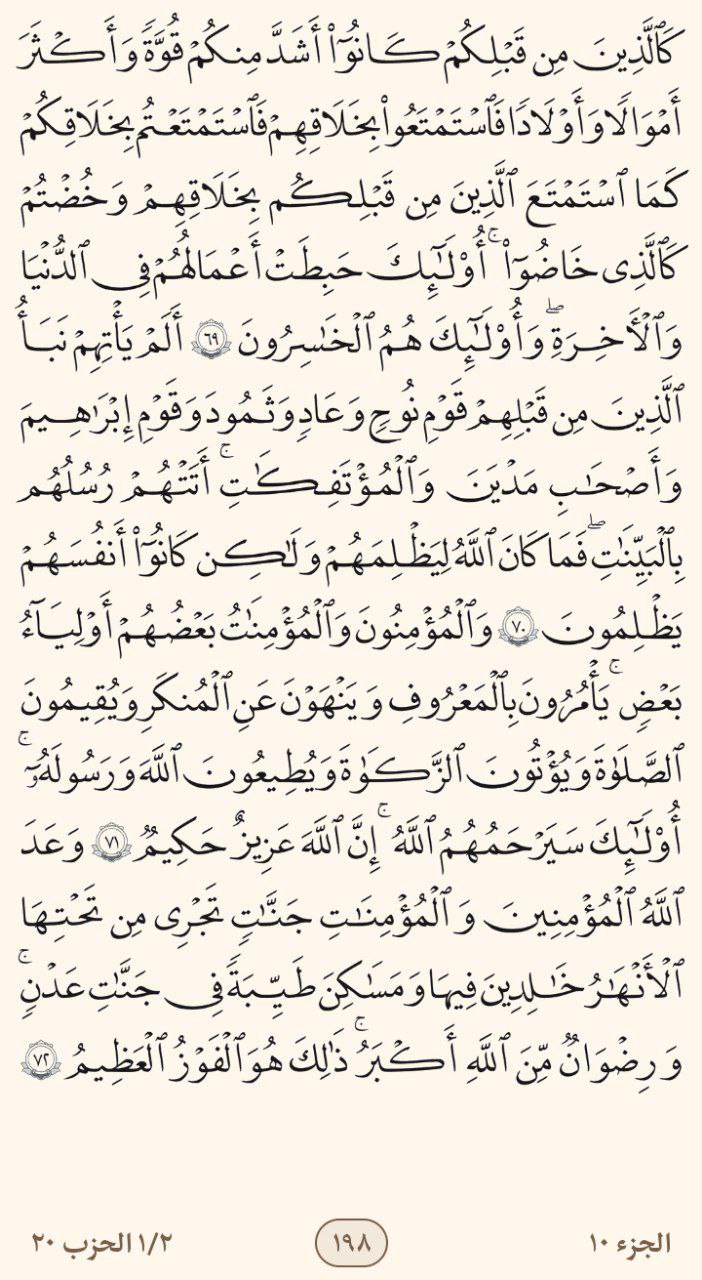 كَٱلَّذِينَ مِن قَبْلِكُمْ كَانُوٓا۟ أَشَدَّ مِنكُمْ قُوَّةً وَأَكْثَرَ
أَمْوَٰلًا وَأَوْلَـٰدًا فَٱسْتَمْتَعُوا۟ بِخَلَـٰقِهِمْ فَٱسْتَمْتَعْتُم بِخَلَـٰقِكُمْ
كَمَا ٱسْتَمْتَعَ ٱلَّذِينَ مِن قَبْلِكُم بِخَلَـٰقِهِمْ وَخُضْتُمْ
كَٱلَّذِى خَاضُوٓا۟ ۚ أُو۟لَـٰٓئِكَ حَبِطَتْ أَعْمَـٰلُهُمْ فِى ٱلدُّنْيَا
وَٱلْـَٔاخِرَةِ ۖ وَأُو۟لَـٰٓئِكَ هُمُ ٱلْخَـٰسِرُونَ ٦٩ أَلَمْ يَأْتِهِمْ نَبَأُ
ٱلَّذِينَ مِن قَبْلِهِمْ قَوْمِ نُوحٍ وَعَادٍ وَثَمُودَ وَقَوْمِ إِبْرَٰهِيمَ
وَأَصْحَـٰبِ مَدْيَنَ وَٱلْمُؤْتَفِكَـٰتِ ۚ أَتَتْهُمْ رُسُلُهُم
بِٱلْبَيِّنَـٰتِ ۖ فَمَا كَانَ ٱللَّهُ لِيَظْلِمَهُمْ وَلَـٰكِن كَانُوٓا۟ أَنفُسَهُمْ
يَظْلِمُونَ ٧٠ وَٱلْمُؤْمِنُونَ وَٱلْمُؤْمِنَـٰتُ بَعْضُهُمْ أَوْلِيَآءُ
بَعْضٍ ۚ يَأْمُرُونَ بِٱلْمَعْرُوفِ وَيَنْهَوْنَ عَنِ ٱلْمُنكَرِ وَيُقِيمُونَ
ٱلصَّلَوٰةَ وَيُؤْتُونَ ٱلزَّكَوٰةَ وَيُطِيعُونَ ٱللَّهَ وَرَسُولَهُۥٓ ۚ
أُو۟لَـٰٓئِكَ سَيَرْحَمُهُمُ ٱللَّهُ ۗ إِنَّ ٱللَّهَ عَزِيزٌ حَكِيمٌ ٧١ وَعَدَ
ٱللَّهُ ٱلْمُؤْمِنِينَ وَٱلْمُؤْمِنَـٰتِ جَنَّـٰتٍ تَجْرِى مِن تَحْتِهَا
ٱلْأَنْهَـٰرُ خَـٰلِدِينَ فِيهَا وَمَسَـٰكِنَ طَيِّبَةً فِى جَنَّـٰتِ عَدْنٍ ۚ
وَرِضْوَٰنٌ مِّنَ ٱللَّهِ أَكْبَرُ ۚ ذَٰلِكَ هُوَ ٱلْفَوْزُ ٱلْعَظِيمُ ٧٢
الجزء ١٠ ١٩٨ ١/٢ الحزب ٢٠